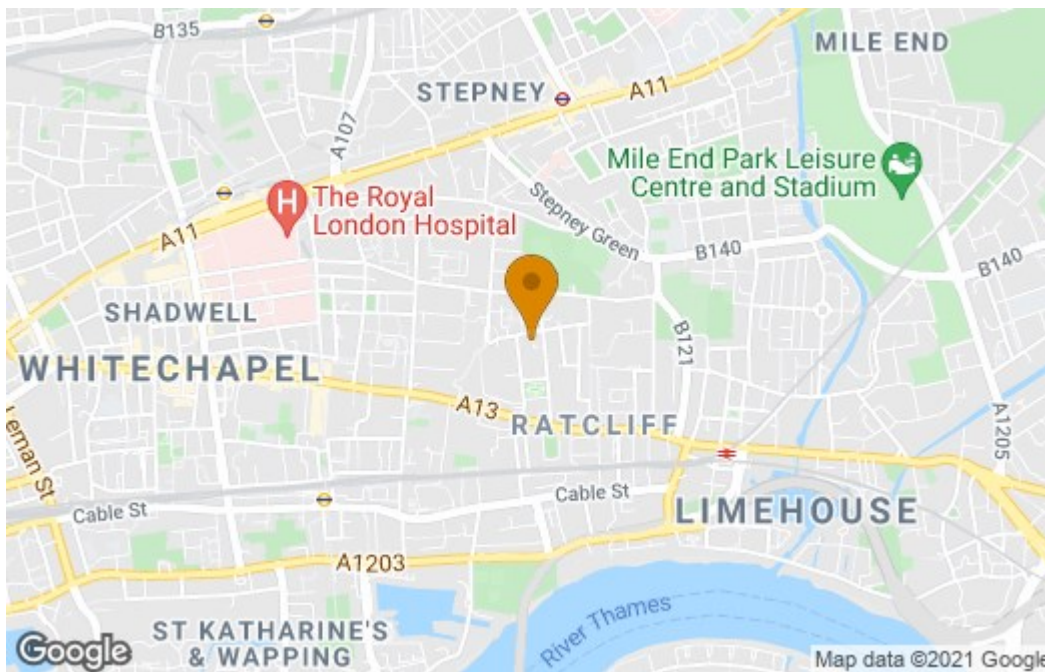 B135
MILE END
STEPNEY
A11
A107
Mile End Park Leisure
Centre and Stadium
H
The Royal
London Hospital
Stepney Green
A11
B140
B140
SHADWELL
B121
WHITECHAPEL
A13
RATCLIFF
A1205
Leman St
Cable St
Cable St
LIMEHOUSE
A1203
River Thames
ST KATHARINE'S
& WAPPING
Google
Map data ©2021 Google